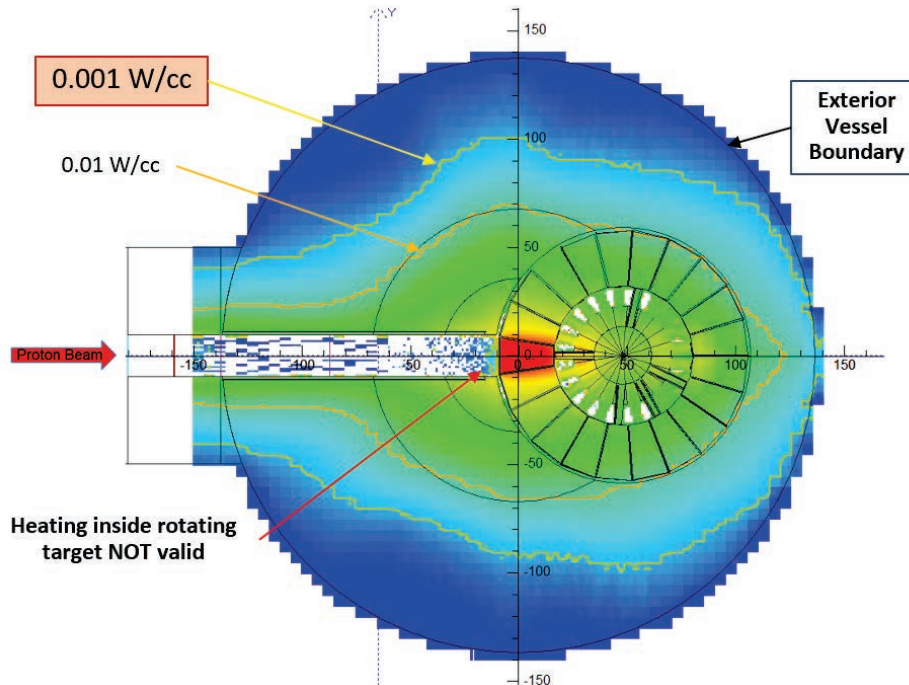 Y
150
0.001 W/cc
Exterior
Vessel
Boundary
100
0.01 W/cc
50
Proton Beam
-150 -100 -50 0 50 100 150
-50
Heating inside rotating
target NOT valid
-100
-150